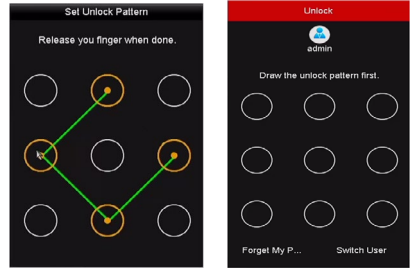 Set Unlock Pattern
Release you finger when done.
Unlock
admin
Draw the unlock pattern first.
Forget My P...
Switch User